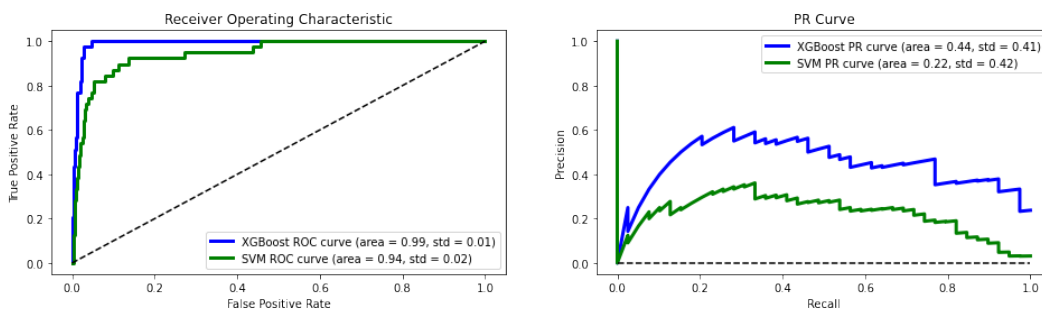 Receiver Operating Characteristic
True Positive Rate
1.0
0.8
0.6
0.4
0.2
0.0
XGBoost ROC curve (area = 0.99, std = 0.01)
SVM ROC curve (area = 0.94, std = 0.02)
0.0 0.2 0.4 0.6 0.8 1.0
False Positive Rate
PR Curve
Precision
1.0
0.8
0.6
0.4
0.2
0.0
XGBoost PR curve (area = 0.44, std = 0.41)
SVM PR curve (area = 0.22, std = 0.42)
0.0 0.2 0.4 0.6 0.8 1.0
Recall